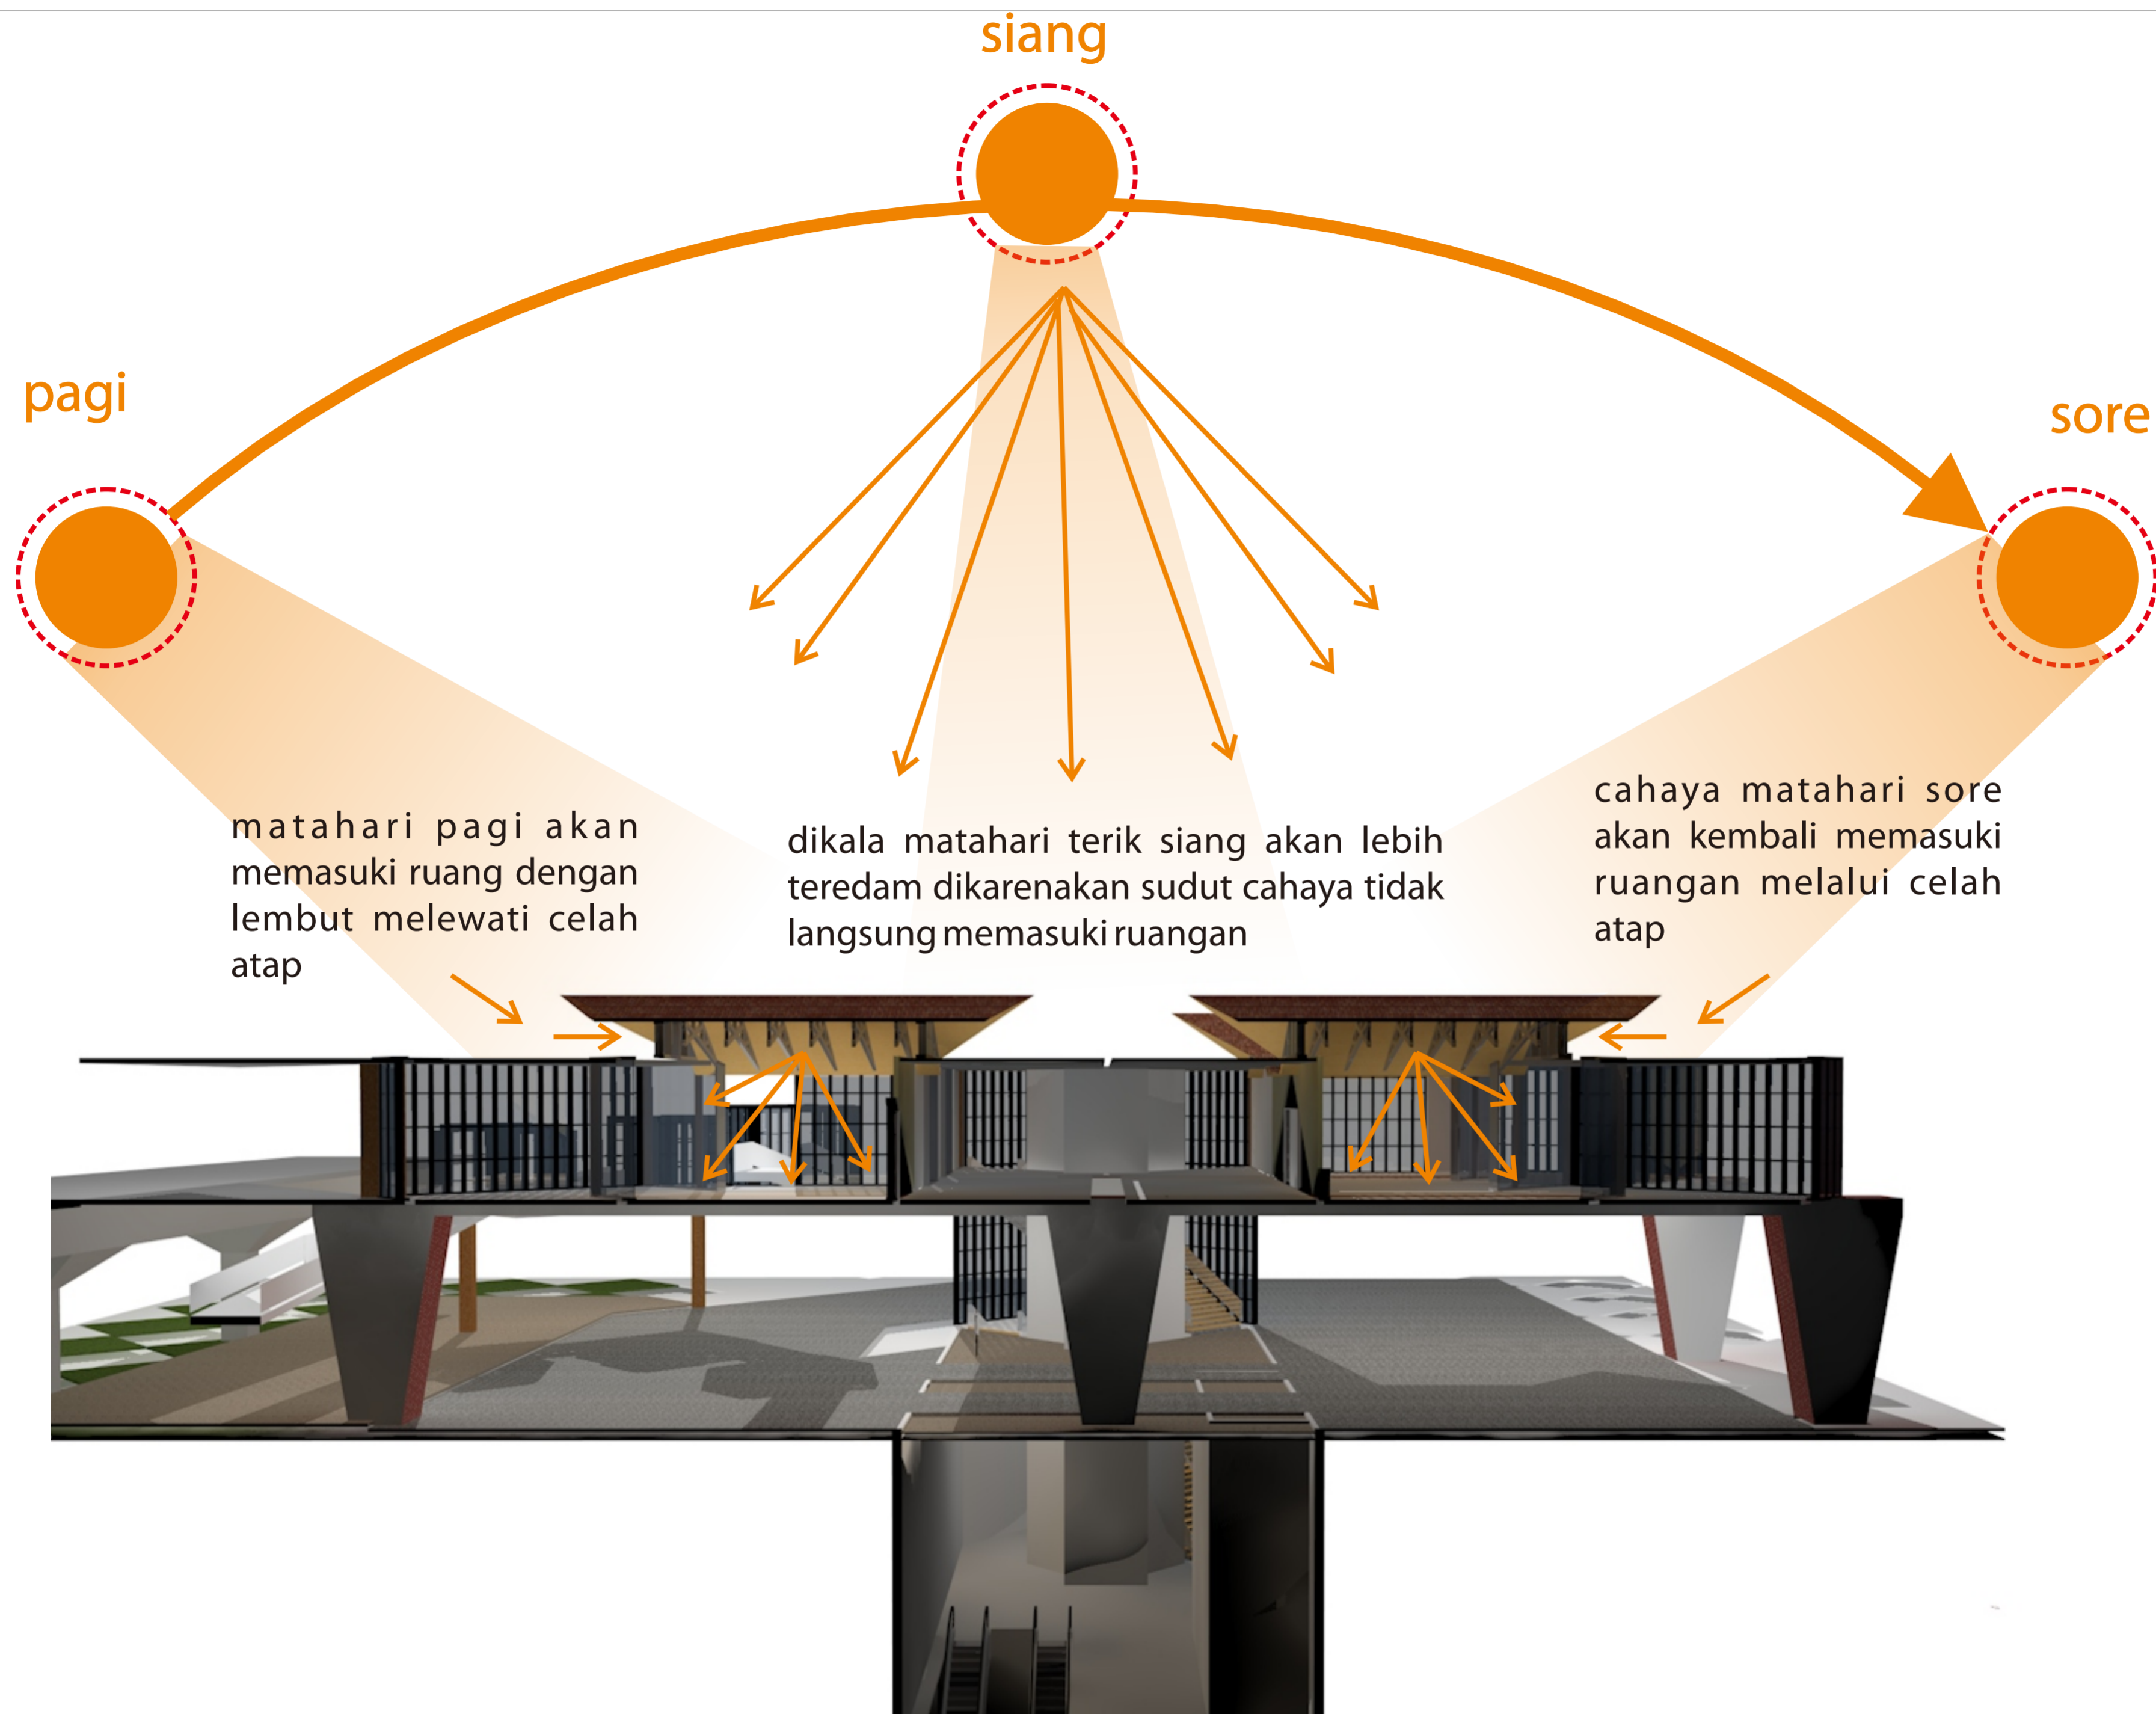 siang
pagi
sore
matahari pagi akan
memasuki ruang dengan
lembut melewati celah
atap
dikala matahari terik siang akan lebih
teredam dikarenakan sudut cahaya tidak
langsung memasuki ruangan
cahaya matahari sore
akan kembali memasuki
ruangan melalui celah
atap